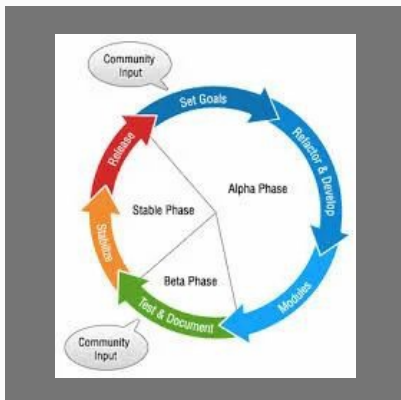 Community
Input
Set Goals
Refactor & Develop
Modules
Test & Document
Stabilize
Release
Alpha Phase
Stable Phase
Beta Phase
Community
Input